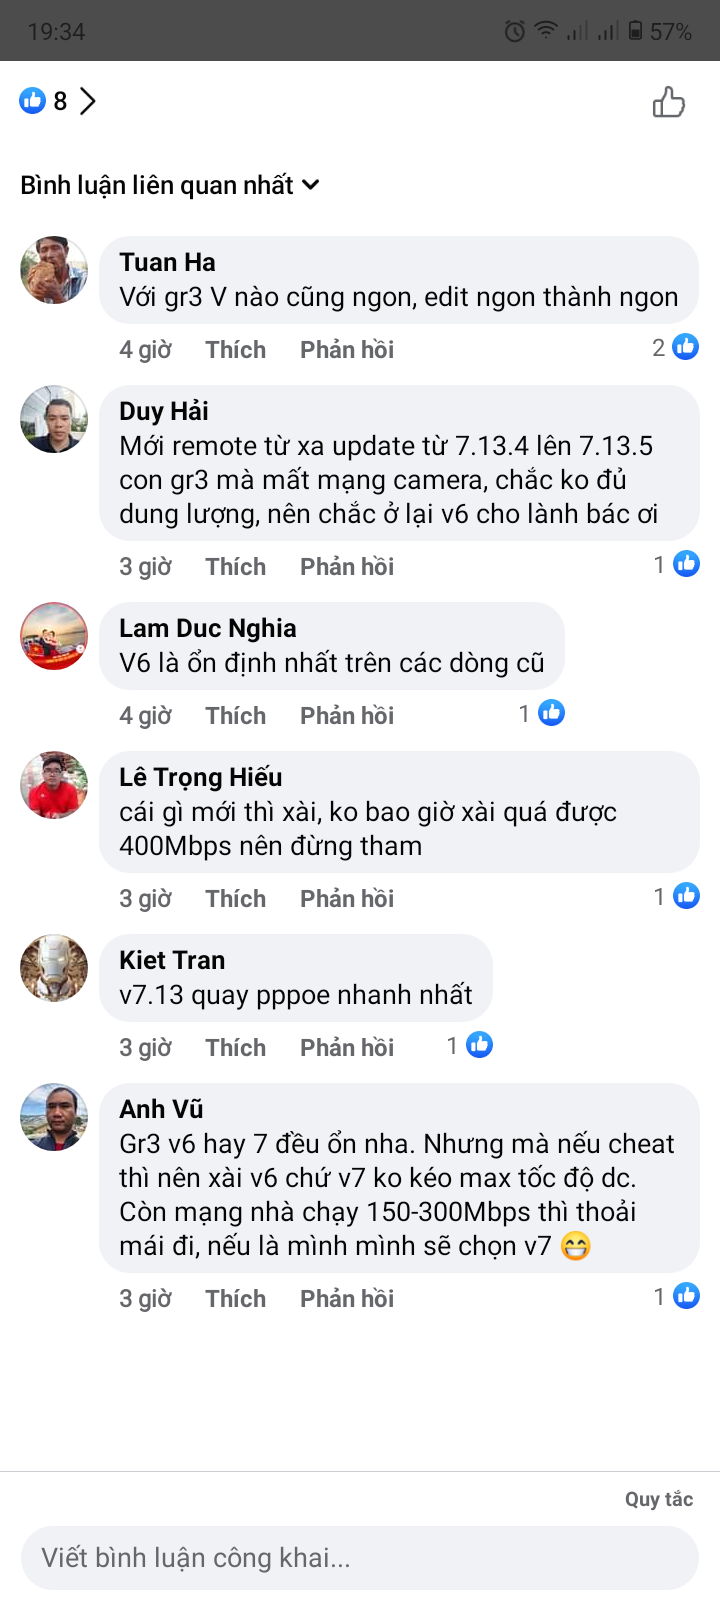 19:34
57%
8
Bình luận liên quan nhất
Tuan Ha
Với gr3 V nào cũng ngon, edit ngon thành ngon
4 giờ Thích Phản hồi 2
Duy Hải
Mới remote từ xa update từ 7.13.4 lên 7.13.5
con gr3 mà mất mạng camera, chắc ko đủ
dung lượng, nên chắc ở lại v6 cho lành bác ơi
3 giờ Thích Phản hồi 1
Lam Duc Nghia
V6 là ổn định nhất trên các dòng cũ
4 giờ Thích Phản hồi 1
Lê Trọng Hiếu
cái gì mới thì xài, ko bao giờ xài quá được
400Mbps nên đừng tham
3 giờ Thích Phản hồi 1
Kiet Tran
v7.13 quay pppoe nhanh nhất
3 giờ Thích Phản hồi 1
Anh Vũ
Gr3 v6 hay 7 đều ổn nha. Nhưng mà nếu cheat
thì nên xài v6 chứ v7 ko kéo max tốc độ dc.
Còn mạng nhà chạy 150-300Mbps thì thoải
mái đi, nếu là mình mình sẽ chọn v7 😁
3 giờ Thích Phản hồi 1
Quy tắc
Viết bình luận công khai...